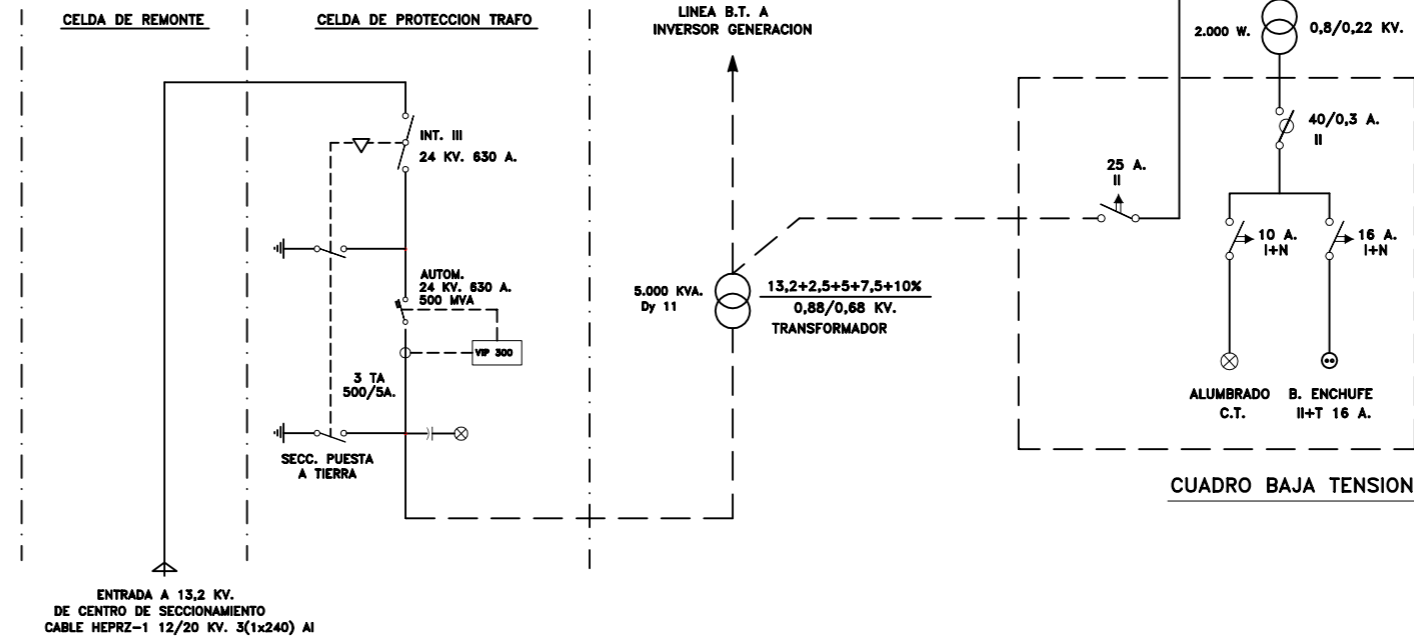 CELDA DE REMONTE
CELDA DE PROTECCION TRAFO
INT. III
24 KV. 630 A.
AUTOM.
24 KV. 630 A.
500 MVA
VIP 300
3 TA
500/5A.
SECC. PUESTA
A TIERRA
ENTRADA A 13,2 KV.
DE CENTRO DE SECCIONAMIENTO
CABLE HEPRZ-1 12/20 KV. 3(1x240) Al
LINEA B.T. A
INVERSOR GENERACION
5.000 KVA.
Dy 11
13,2+2,5+5+7,5+10%
0,88/0,68 KV.
TRANSFORMADOR
2.000 W.
0,8/0,22 KV.
25 A.
II
40/0,3 A.
II
10 A.
I+N
16 A.
I+N
ALUMBRADO
C.T.
B. ENCHUFE
II+T 16 A.
CUADRO BAJA TENSION